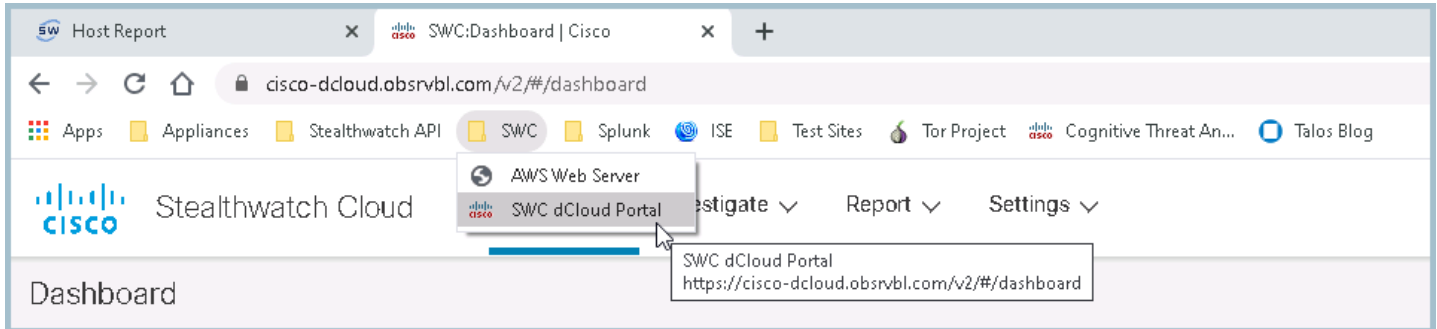 SW Host Report × SWC:Dashboard | Cisco × +
cisco-dcloud.obsrvbl.com/v2/#/dashboard
Apps Appliances Stealthwatch API SWC Splunk ISE Test Sites Tor Project Cognitive Threat An... Talos Blog
AWS Web Server
CISCO Stealthwatch Cloud SWC dCloud Portal estigate Report Settings
SWC dCloud Portal
https://cisco-dcloud.obsrvbl.com/v2/#/dashboard
Dashboard